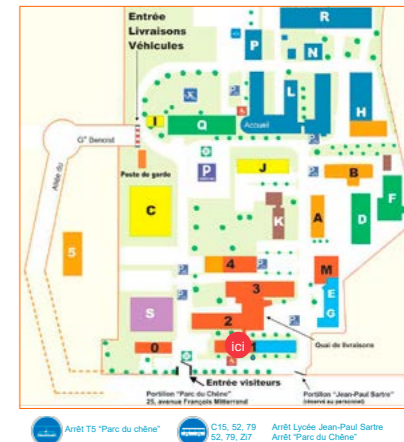 Entrée
Livraisons
Véhicules
R
P
N
L
H
I
Q
Accueil
Gᵃˡ Bénond
Allée du
Poste de garde
P
J
B
C
K
A
D
F
5
4
M
3
E
S
2
G
0
ici
1
Quai de livraisons
Entrée visiteurs
Portillon "Parc du Chêne"
25, avenue François Mitterrand
Portillon "Jean-Paul Sartre"
(réservé au personnel)
Arrêt T5 "Parc du chêne"
C15, 52, 79 Arrêt Lycée Jean-Paul Sartre
52, 79, Zi7 Arrêt "Parc du Chêne"